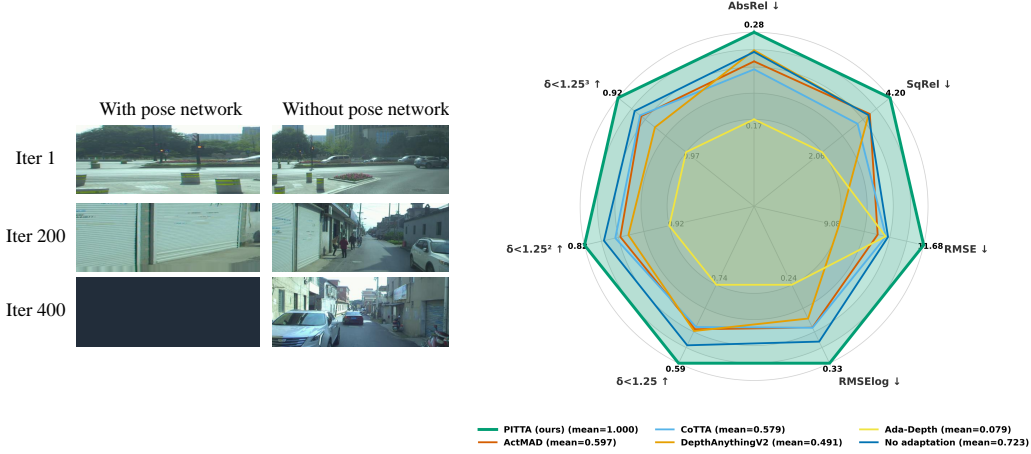 With pose network
Without pose network
Iter 1
Iter 200
Iter 400
AbsRel ↓
0.28
δ<1.25³ ↑
0.92
SqRel ↓
4.20
0.17
0.97
2.06
δ<1.25² ↑
0.82
0.92
9.08
11.68
RMSE ↓
0.74
0.24
δ<1.25 ↑
0.59
0.33
RMSElog ↓
PITTA (ours) (mean=1.000)
CoTTA (mean=0.579)
Ada-Depth (mean=0.079)
ActMAD (mean=0.597)
DepthAnythingV2 (mean=0.491)
No adaptation (mean=0.723)